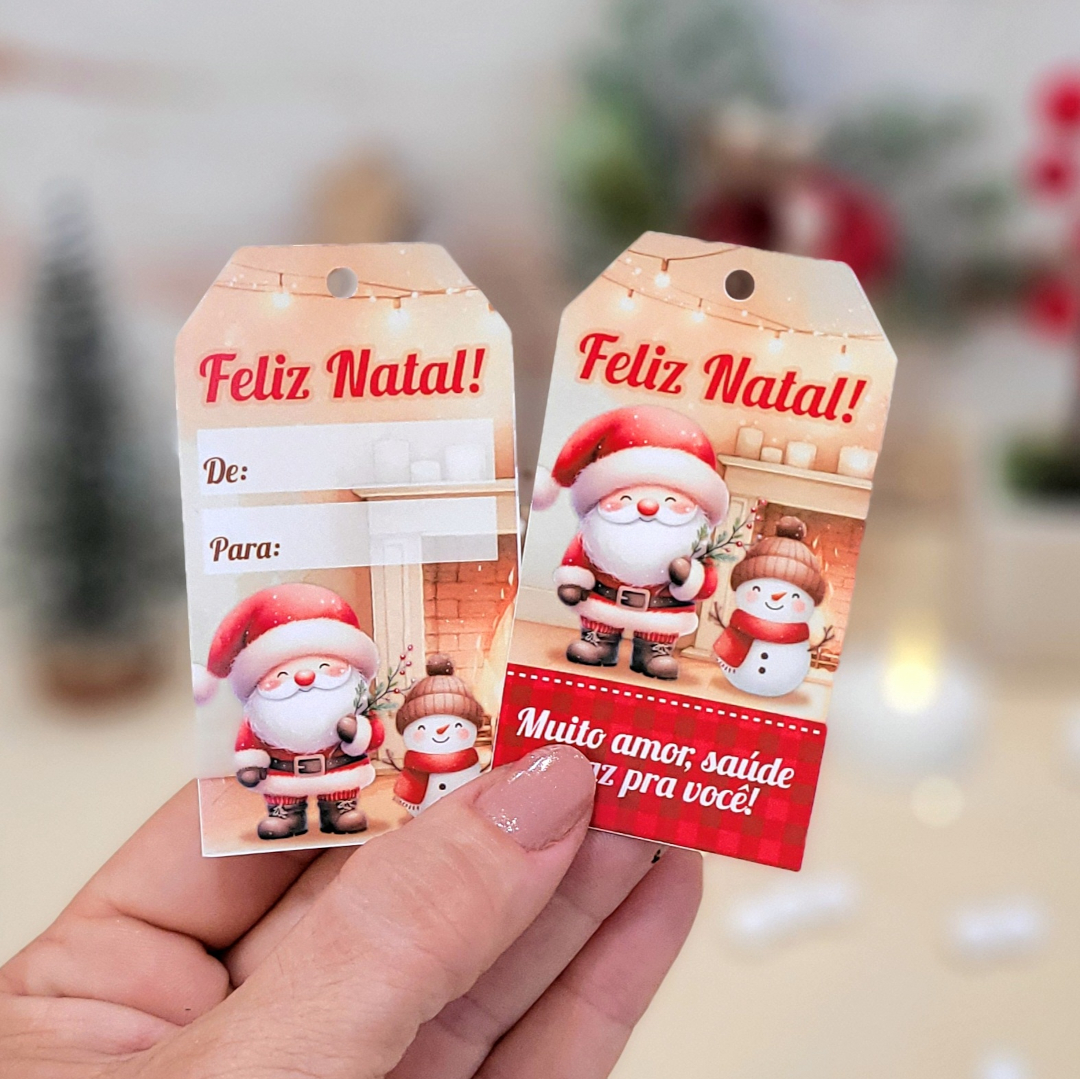 Feliz Natal!
De:
Para:
Feliz Natal!
Muito amor, saúde
pra você!